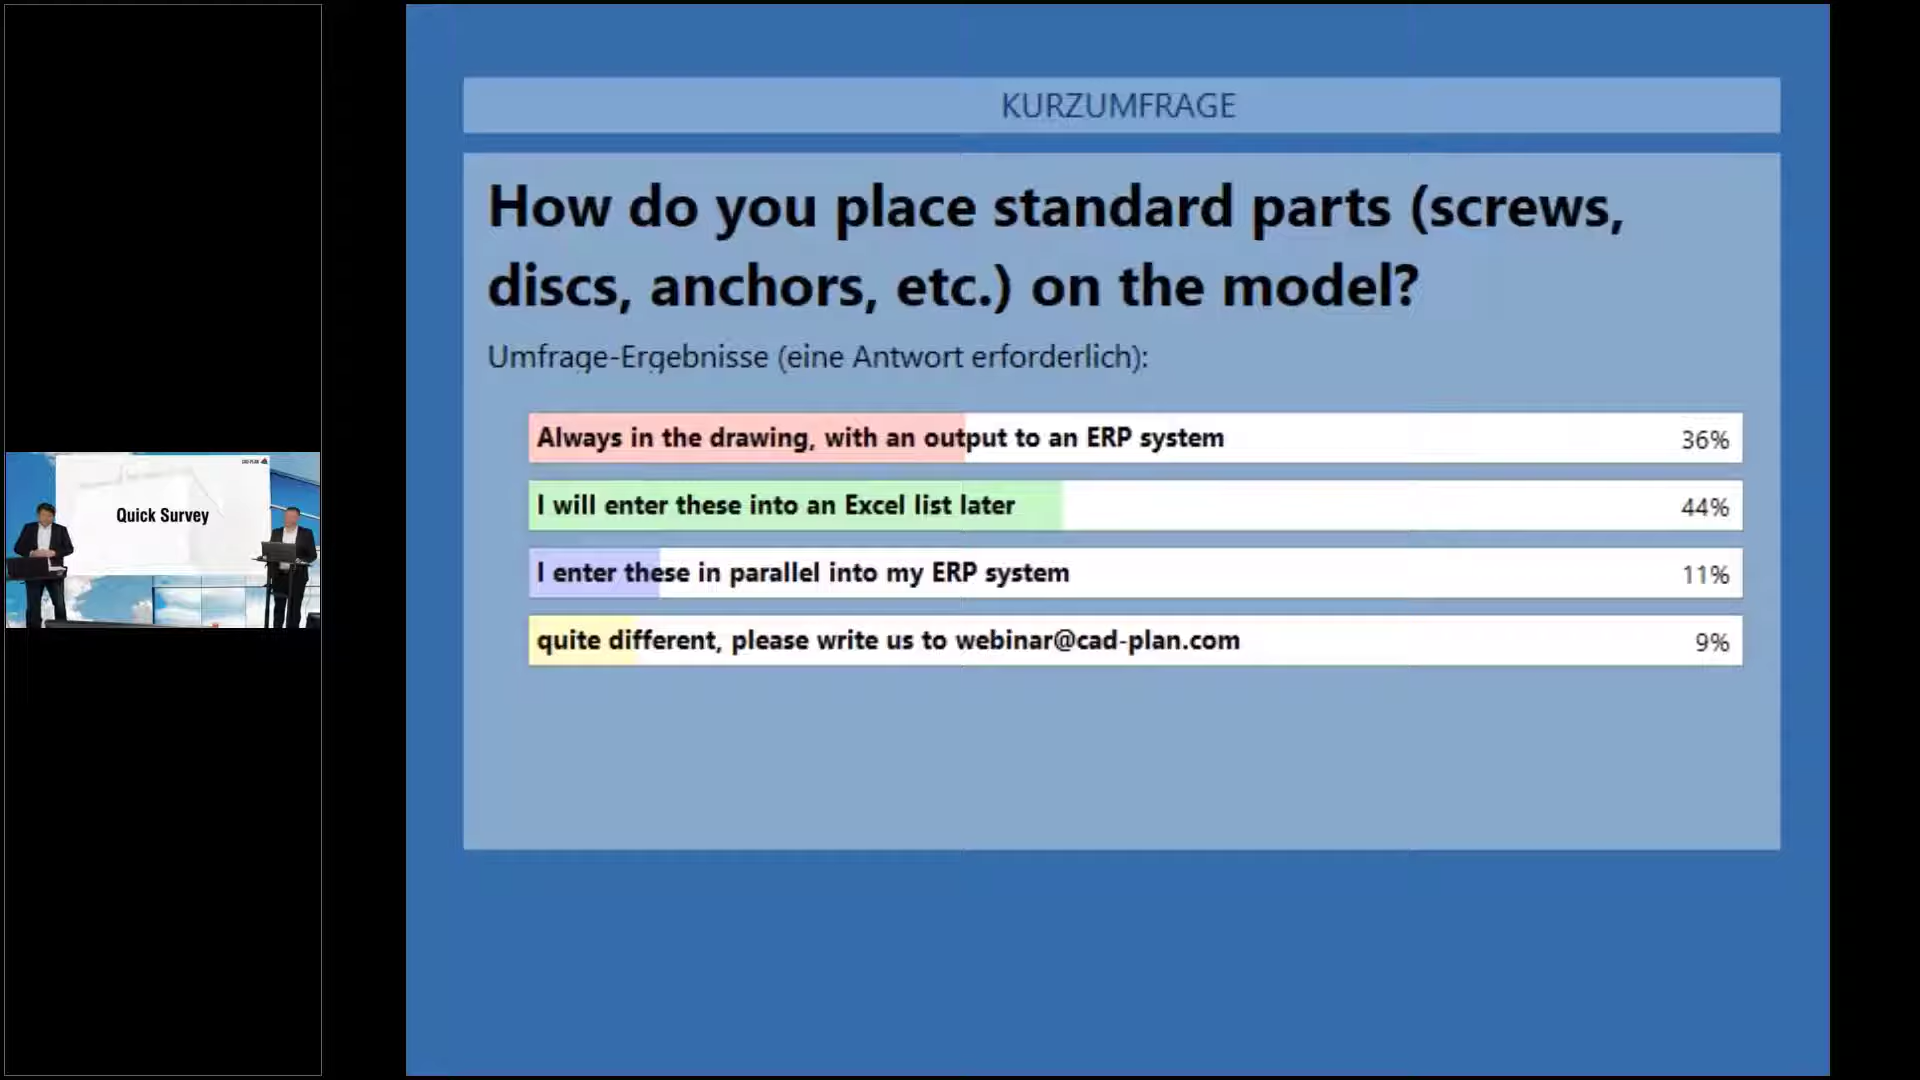 KURZUMFRAGE
How do you place standard parts (screws,
discs, anchors, etc.) on the model?
Umfrage-Ergebnisse (eine Antwort erforderlich):
Always in the drawing, with an output to an ERP system 36%
I will enter these into an Excel list later 44%
I enter these in parallel into my ERP system 11%
quite different, please write us to webinar@cad-plan.com 9%
Quick Survey